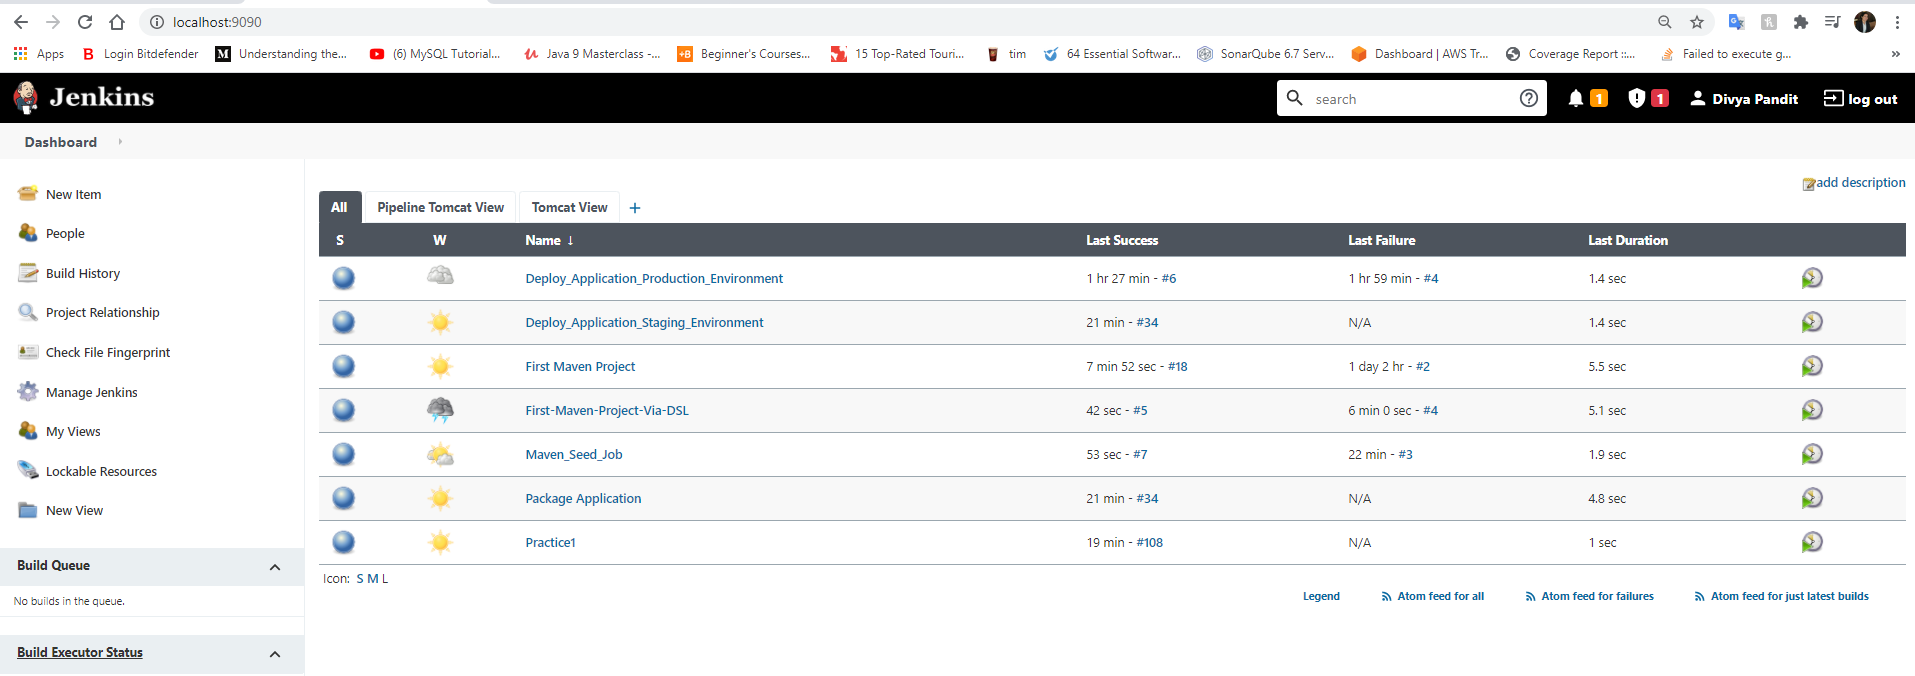 localhost:9090
Apps Login Bitdefender Understanding the... (6) MySQL Tutorial... Java 9 Masterclass -... Beginner's Courses... 15 Top-Rated Touri... tim 64 Essential Softwar... SonarQube 6.7 Serv... Dashboard | AWS Tr... Coverage Report ::... Failed to execute g... »
Jenkins search 1 1 Divya Pandit log out
Dashboard
add description
New Item
People
Build History
Project Relationship
Check File Fingerprint
Manage Jenkins
My Views
Lockable Resources
New View
Build Queue
No builds in the queue.
Build Executor Status
All Pipeline Tomcat View Tomcat View +
S W Name ↓ Last Success Last Failure Last Duration
Deploy_Application_Production_Environment 1 hr 27 min - #6 1 hr 59 min - #4 1.4 sec
Deploy_Application_Staging_Environment 21 min - #34 N/A 1.4 sec
First Maven Project 7 min 52 sec - #18 1 day 2 hr - #2 5.5 sec
First-Maven-Project-Via-DSL 42 sec - #5 6 min 0 sec - #4 5.1 sec
Maven_Seed_Job 53 sec - #7 22 min - #3 1.9 sec
Package Application 21 min - #34 N/A 4.8 sec
Practice1 19 min - #108 N/A 1 sec
Icon: S M L
Legend Atom feed for all Atom feed for failures Atom feed for just latest builds